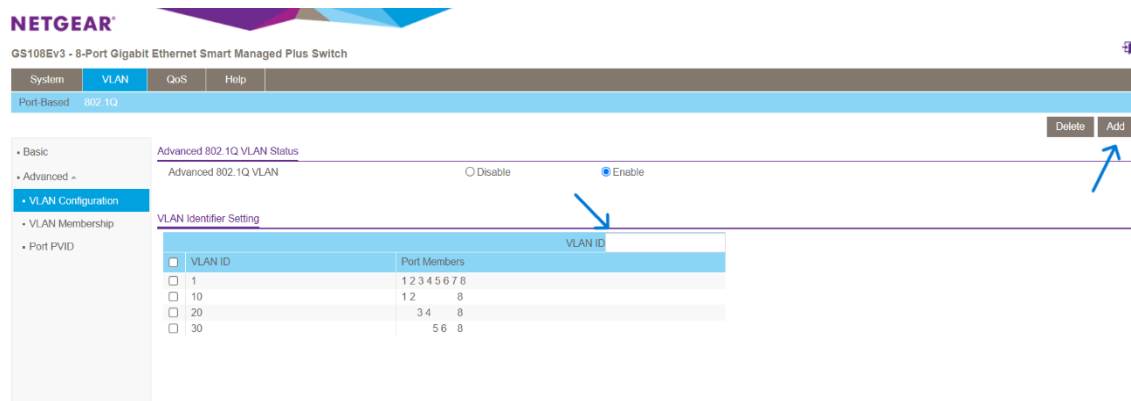 NETGEAR®
GS108Ev3 - 8-Port Gigabit Ethernet Smart Managed Plus Switch
System VLAN QoS Help
Port-Based 802.1Q
Delete Add
Basic
Advanced
VLAN Configuration
VLAN Membership
Port PVID
Advanced 802.1Q VLAN Status
Advanced 802.1Q VLAN Disable Enable
VLAN Identifier Setting
VLAN ID
VLAN ID Port Members
1 1 2 3 4 5 6 7 8
10 1 2 8
20 3 4 8
30 5 6 8